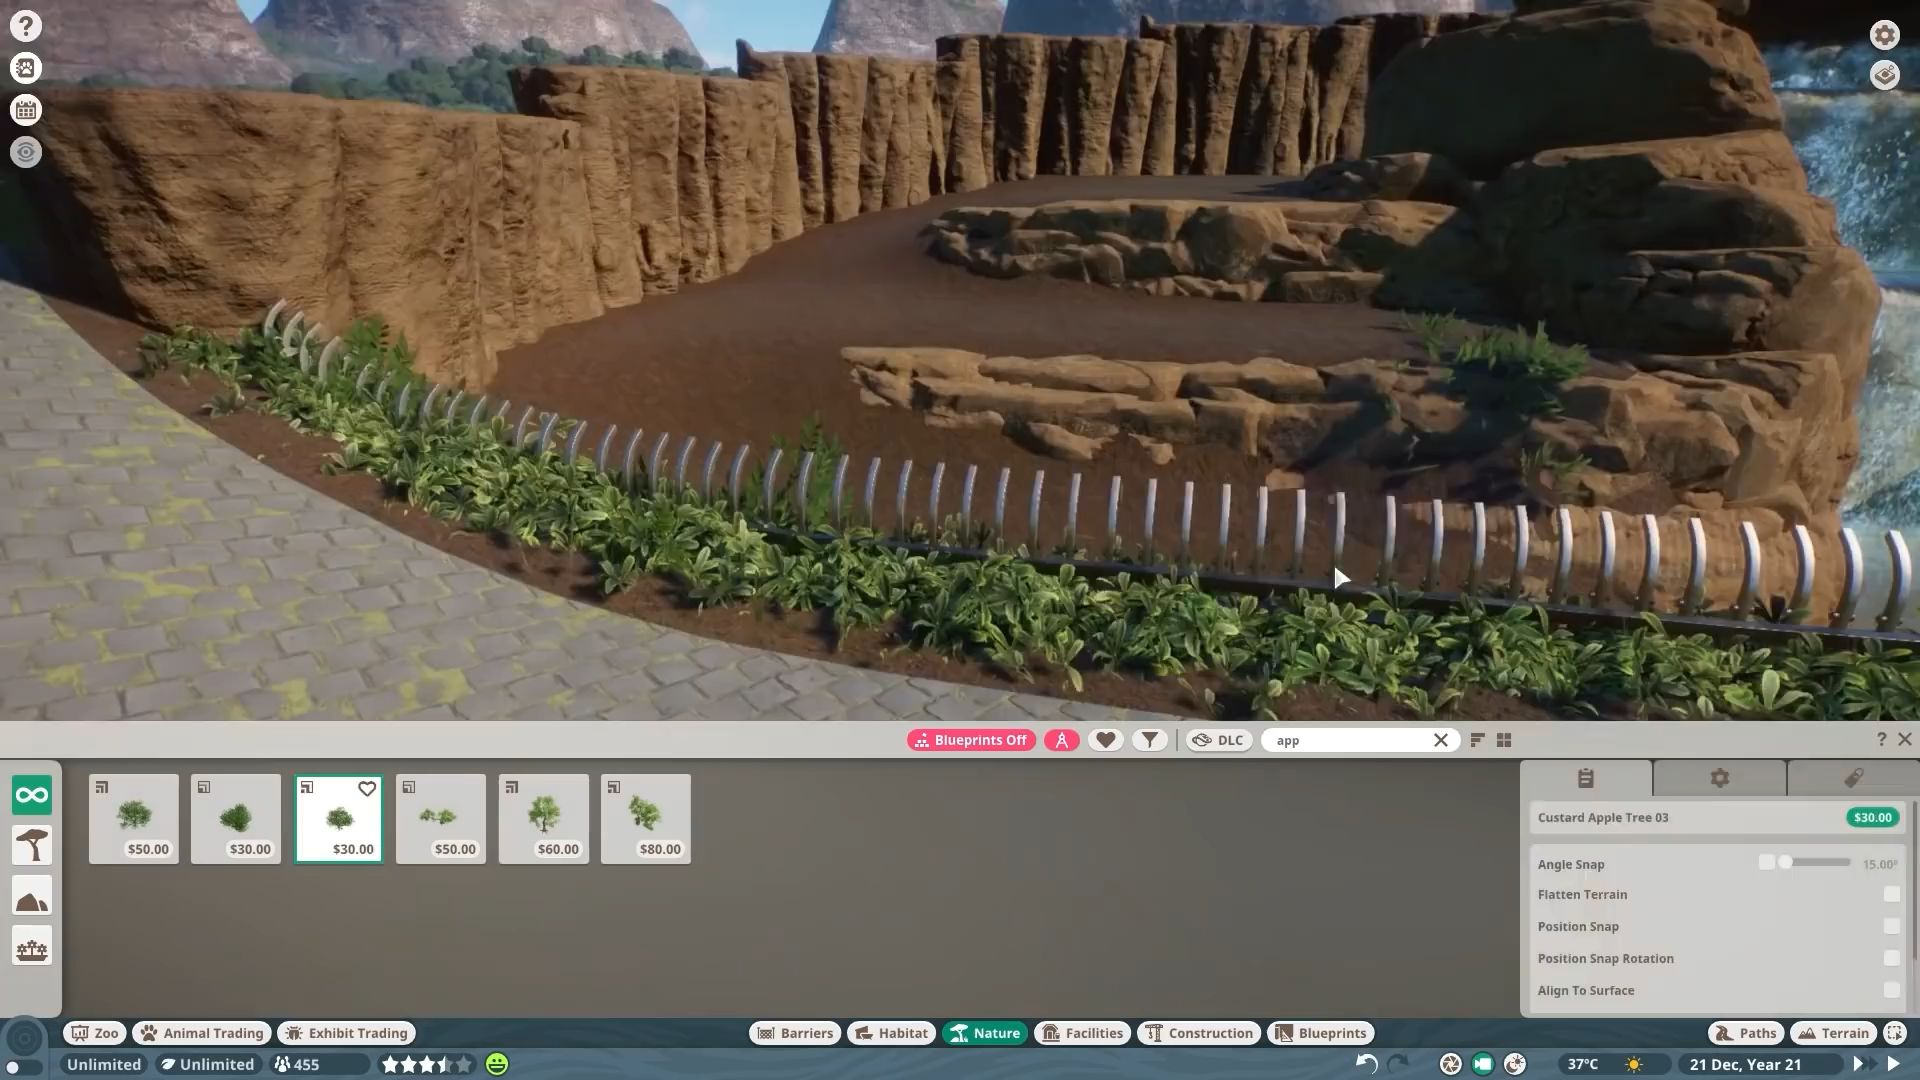 ?
Blueprints Off
DLC
app
?
$50.00
$30.00
$30.00
$50.00
$60.00
$80.00
Custard Apple Tree 03
$30.00
Angle Snap
15.00°
Flatten Terrain
Position Snap
Position Snap Rotation
Align To Surface
Zoo
Animal Trading
Exhibit Trading
Barriers
Habitat
Nature
Facilities
Construction
Blueprints
Paths
Terrain
Unlimited
Unlimited
455
37°C
21 Dec, Year 21